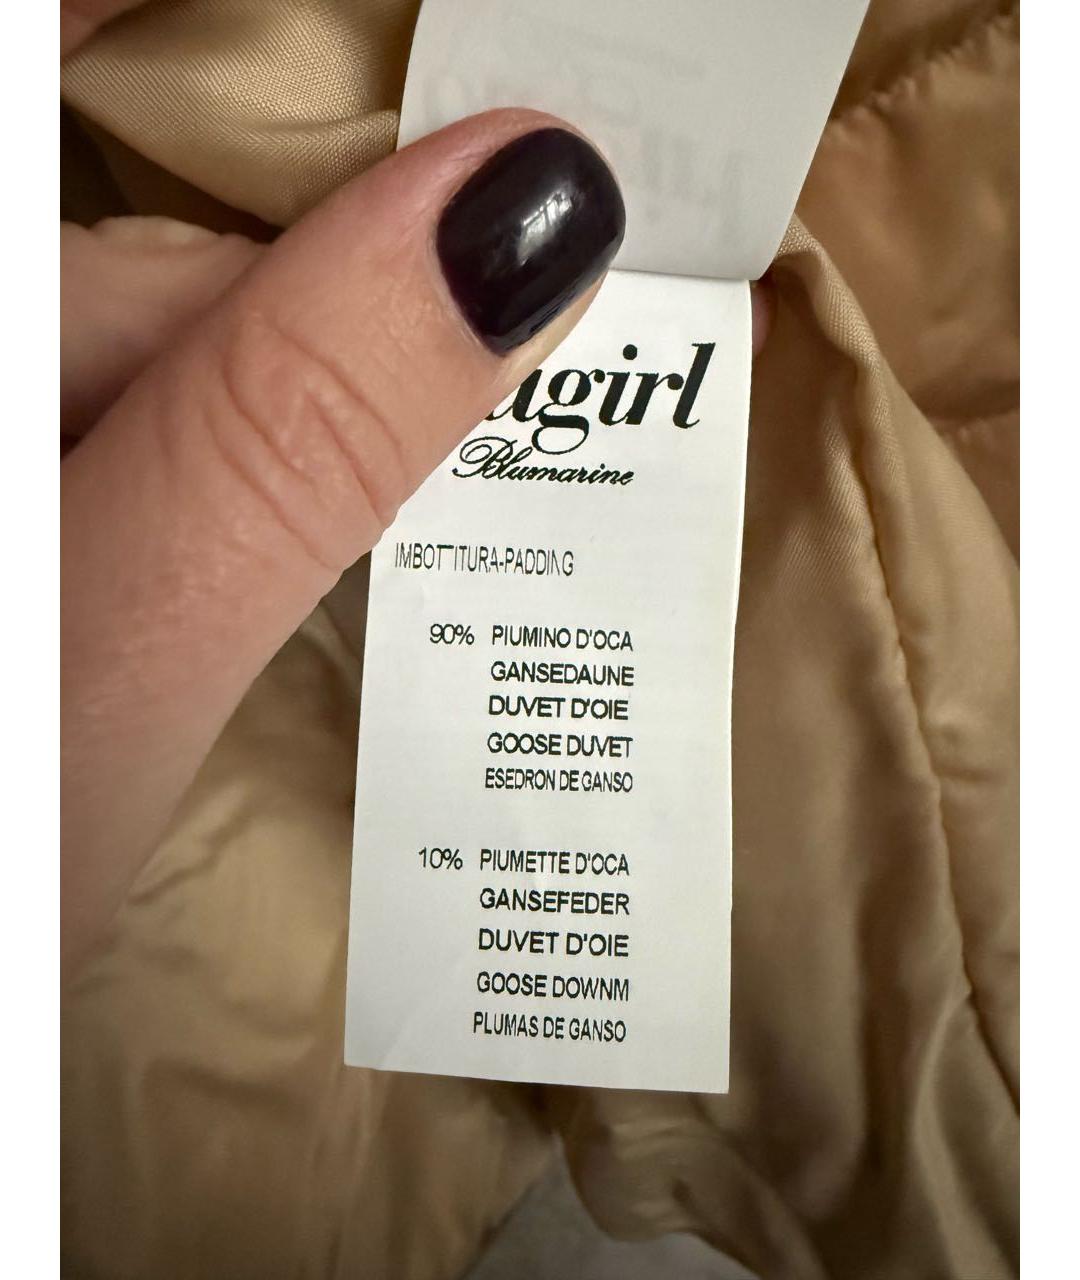 Blumarine
IMBOTTITURA-PADDING
90% PIUMINO D'OCA
GANSEDAUNE
DUVET D'OIE
GOOSE DUVET
ESEDRON DE GANSO
10% PIUMETTE D'OCA
GANSEFEDER
DUVET D'OIE
GOOSE DOWNM
PLUMAS DE GANSO